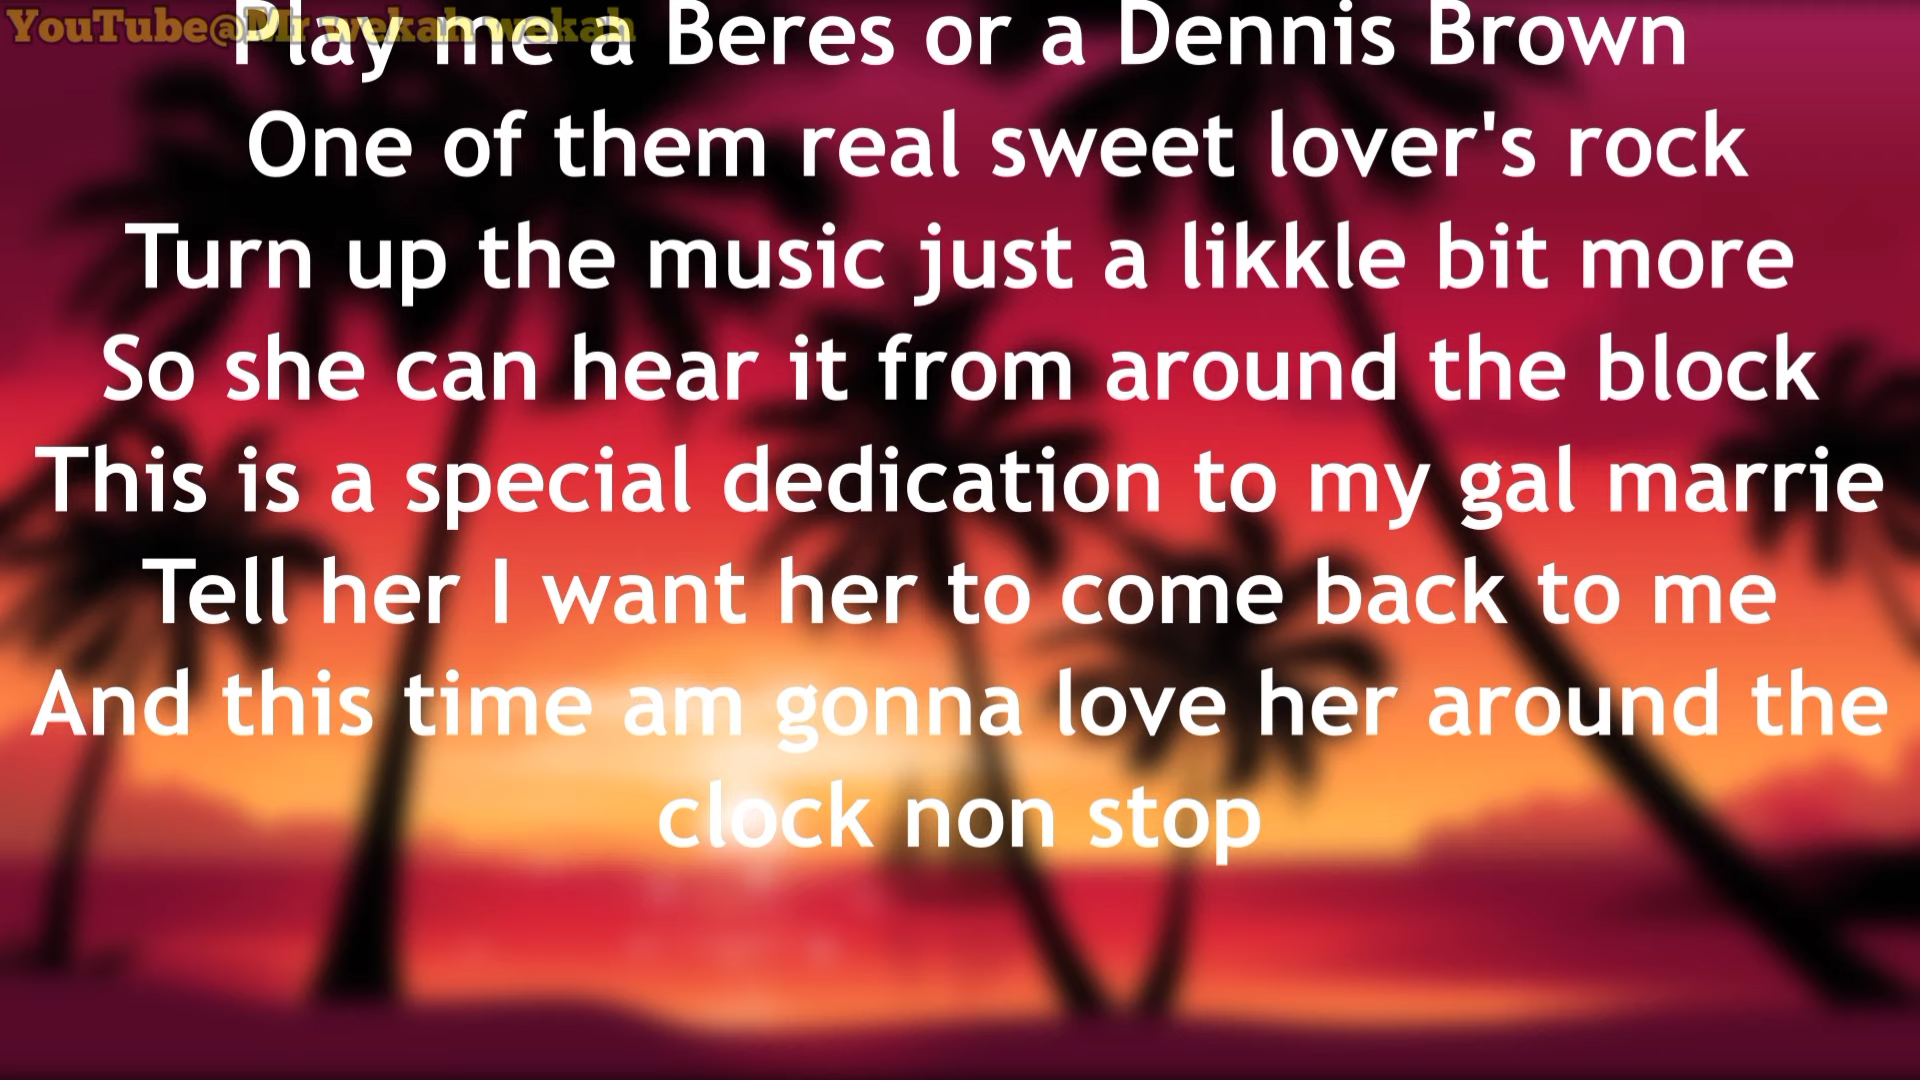 YouTube@Mr wekah wekah
Play me a Beres or a Dennis Brown
One of them real sweet lover's rock
Turn up the music just a likkle bit more
So she can hear it from around the block
This is a special dedication to my gal marrie
Tell her I want her to come back to me
And this time am gonna love her around the
clock non stop